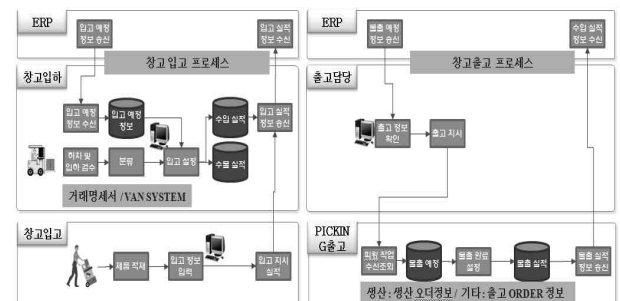 ERP
입고 예정
정보 송신
입고 실적
정보 수신
창고 입고 프로세스
창고입하
입고 예정
정보 수신
입고 예정
정보
수입 실적
입고 실적
정보 송신
하차 및
입하 검수
분류
입고 설정
수불 실적
거래명세서 / VAN SYSTEM
창고입고
제품 적재
입고 정보
입력
입고 지시
실적
ERP
불출 예정
정보 송신
수입 실적
정보 수신
창고출고 프로세스
출고담당
출고 정보
확인
출고 지시
PICKIN
G출고
피킹 작업
수신조회
불출 예정
불출 완료
설정
불출 실적
불출 실적
정보 송신
생산 : 생산 오더정보 / 기타 : 출고 ORDER 정보